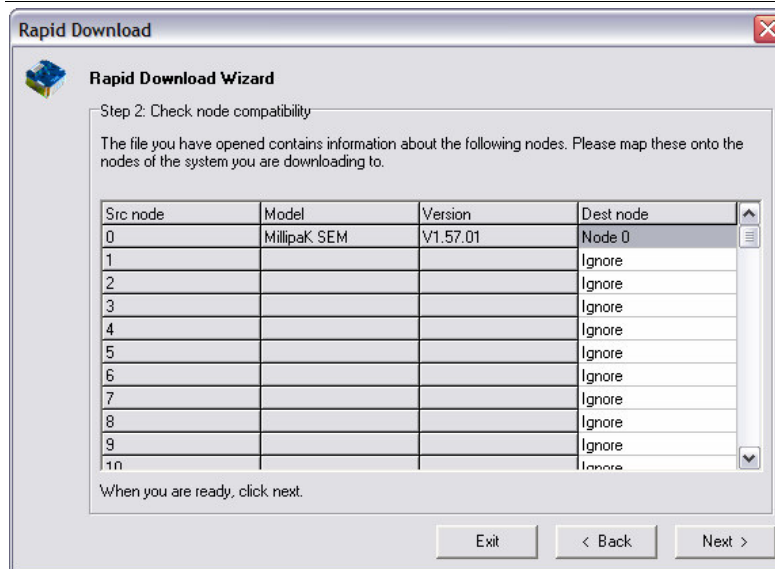 Rapid Download
Rapid Download Wizard
Step 2: Check node compatibility
The file you have opened contains information about the following nodes. Please map these onto the
nodes of the system you are downloading to.
Src node Model Version Dest node
0 MillipaK SEM V1.57.01 Node 0
1 Ignore
2 Ignore
3 Ignore
4 Ignore
5 Ignore
6 Ignore
7 Ignore
8 Ignore
9 Ignore
10 Ignore
When you are ready, click next.
Exit < Back Next >